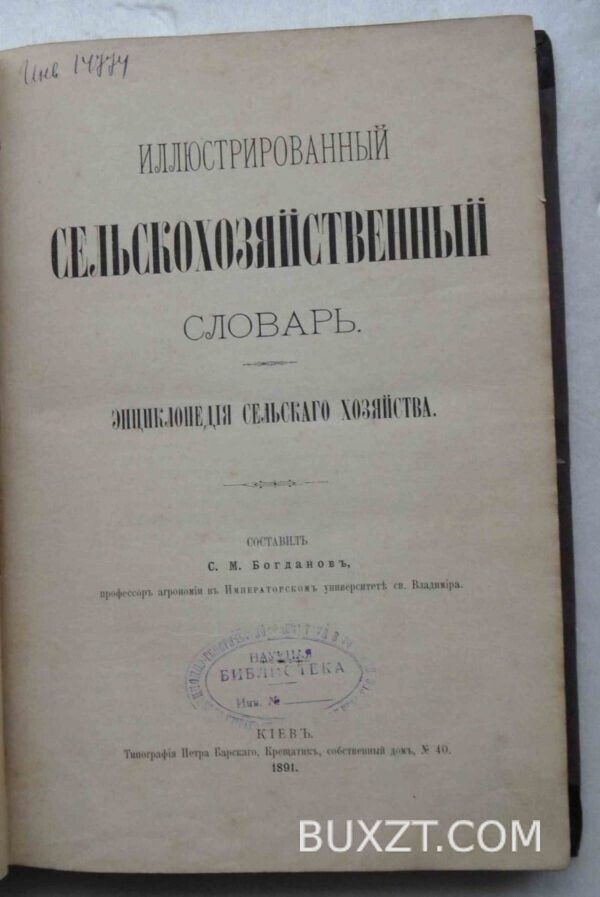 Инв 14774
ИЛЛЮСТРИРОВАННЫЙ
СЕЛЬСКОХОЗЯЙСТВЕННЫЙ
СЛОВАРЬ.
ЭНЦИКЛОПЕДІЯ СЕЛЬСКАГО ХОЗЯЙСТВА.
СОСТАВИЛЪ
С. М. Богдановъ,
профессоръ агрономіи въ Императорскомъ университетѣ св. Владиміра.
НАУЧНАЯ
БИБЛИОТЕКА
Инв. №
КІЕВЪ.
Типографія Петра Барскаго, Крещатикъ, собственный домъ, № 40.
1891.
BUXZT.COM